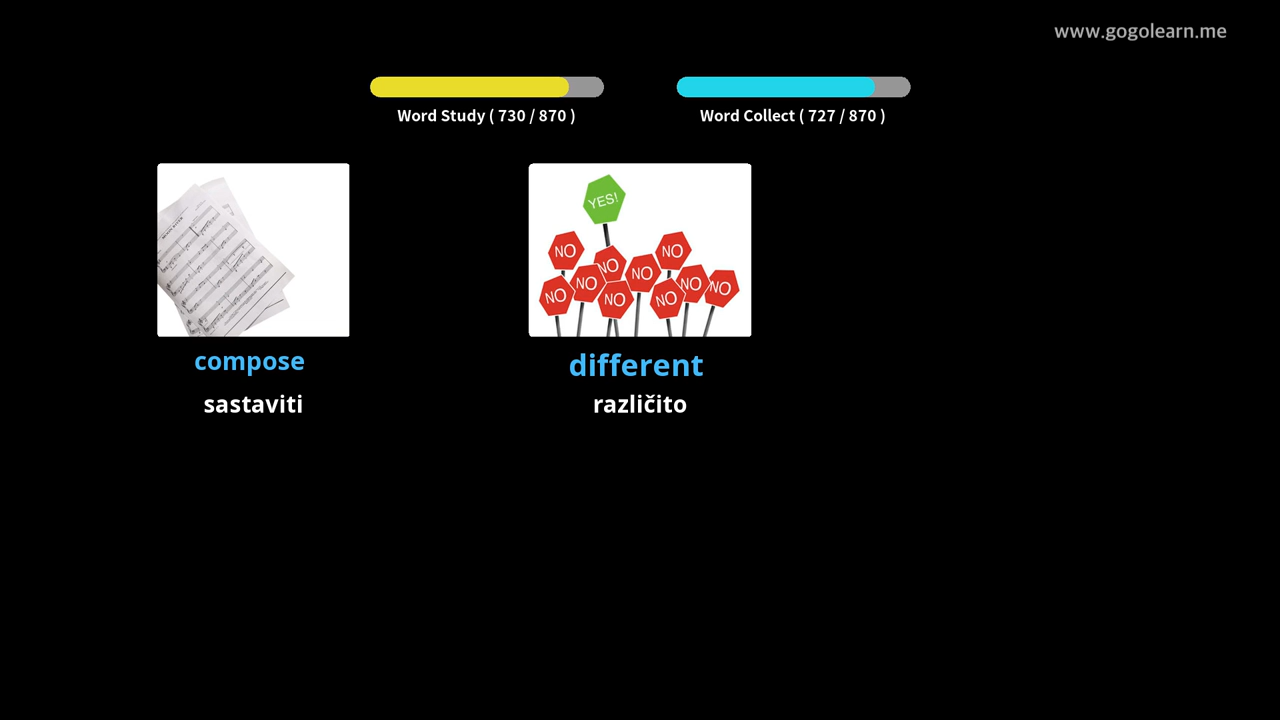 www.gogolearn.me
Word Study ( 730 / 870 )
Word Collect ( 727 / 870 )
YES!
NO
NO
NO
NO
NO
NO
NO
NO
NO
NO
compose
different
sastaviti
različito